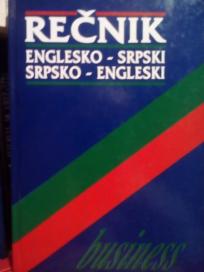 REČNIK
ENGLESKO - SRPSKI
SRPSKO - ENGLESKI
business